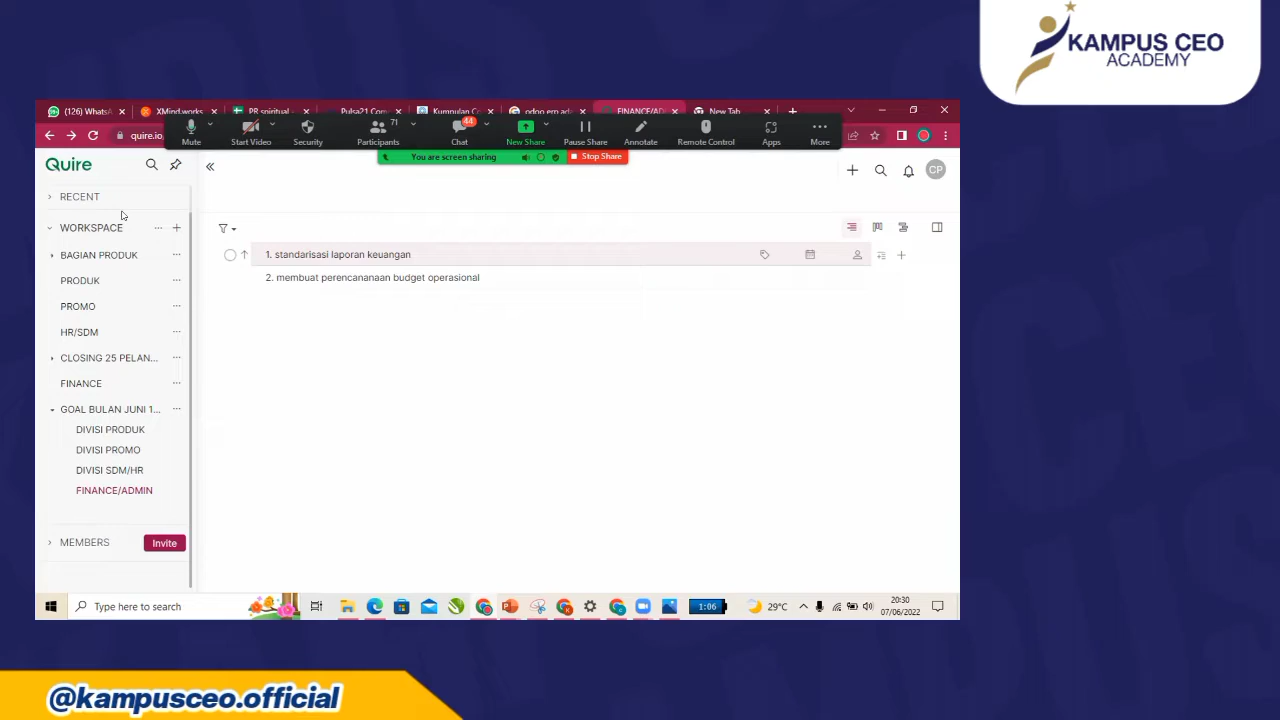 KAMPUS CEO
ACADEMY
(126) WhatsA
XMind.works
PR spiritual -
Pulsa21 Com
Kumpulan Co
odoo erp ada
FINANCE/AD
New Tab
quire.io
Mute
Start Video
Security
Participants
71
Chat
44
New Share
Pause Share
Annotate
Remote Control
Apps
More
You are screen sharing
Stop Share
Quire
CP
RECENT
WORKSPACE
BAGIAN PRODUK
PRODUK
PROMO
HR/SDM
CLOSING 25 PELAN...
FINANCE
GOAL BULAN JUNI 1...
DIVISI PRODUK
DIVISI PROMO
DIVISI SDM/HR
FINANCE/ADMIN
MEMBERS
Invite
1. standarisasi laporan keuangan
2. membuat perencananaan budget operasional
Type here to search
1:06
29°C
20:30
07/06/2022
@kampusceo.official